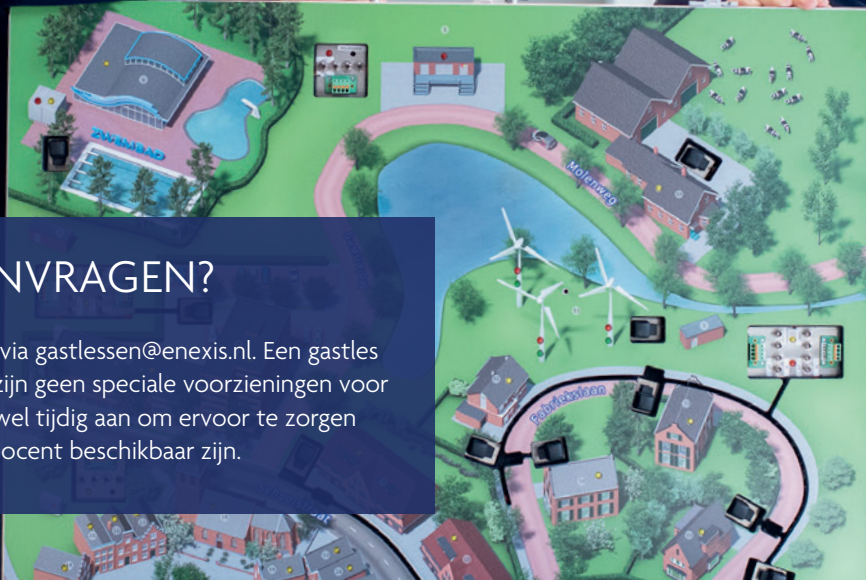 ZWEMBAD
Molenweg
NVRAGEN?
via gastlessen@enexis.nl. Een gastles
zijn geen speciale voorzieningen voor
wel tijdig aan om ervoor te zorgen
ocent beschikbaar zijn.
Fabriekslaan